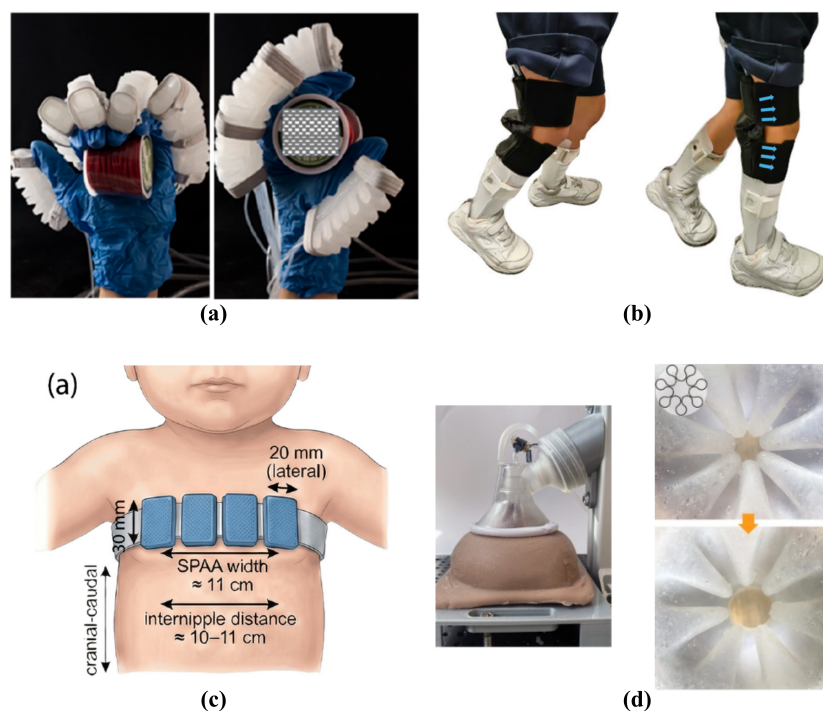 (a)
(b)
(a)
20 mm
(lateral)
30 mm
SPAA width
≈ 11 cm
internipple distance
≈ 10–11 cm
cranial-caudal
(c)
(d)